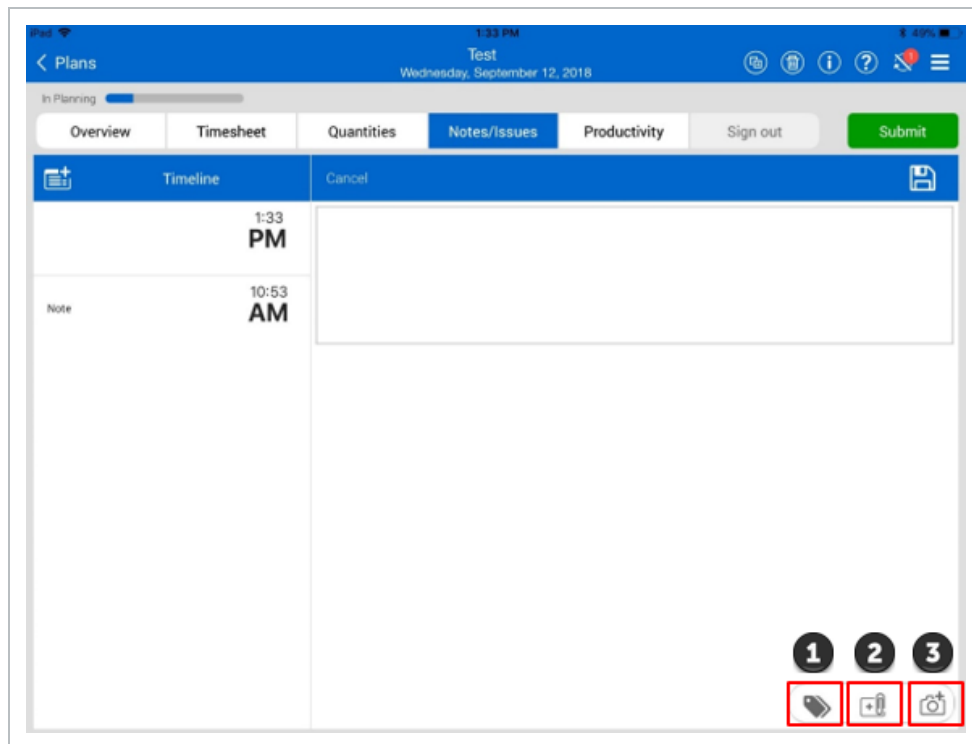 iPad 1:33 PM 49%
Plans Test
Wednesday, September 12, 2018
In Planning
Overview Timesheet Quantities Notes/Issues Productivity Sign out Submit
Timeline Cancel
1:33
PM
10:53
Note AM
1 2 3